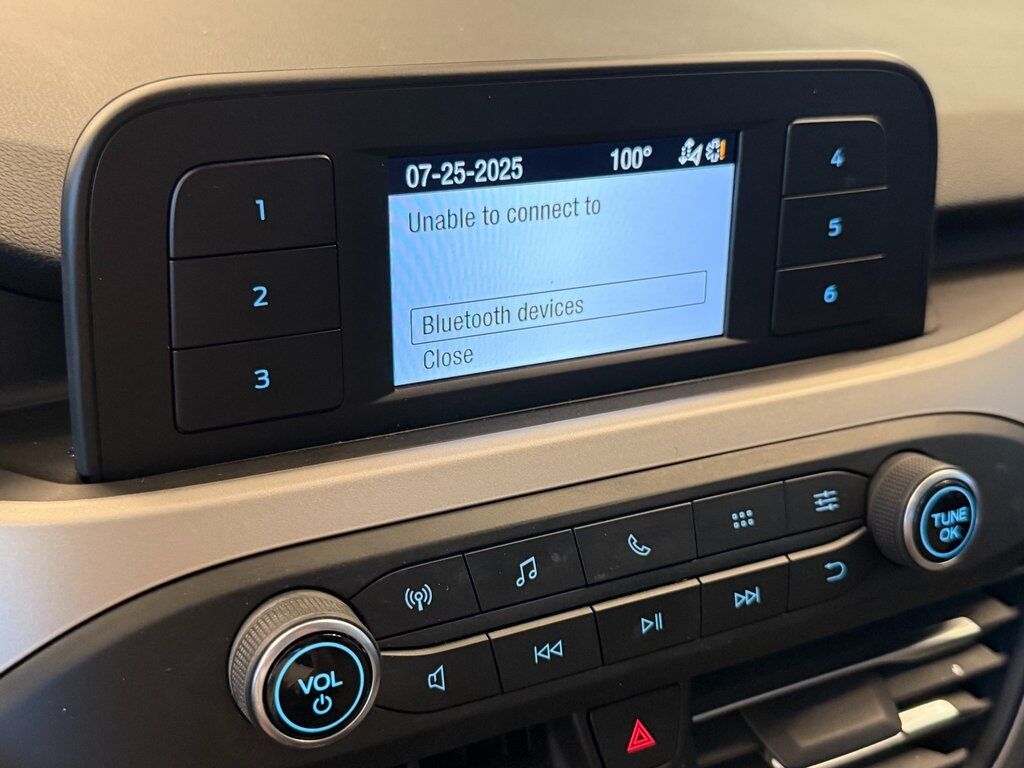 07-25-2025 100°
Unable to connect to
Bluetooth devices
Close
1
2
3
4
5
6
VOL
TUNE
OK